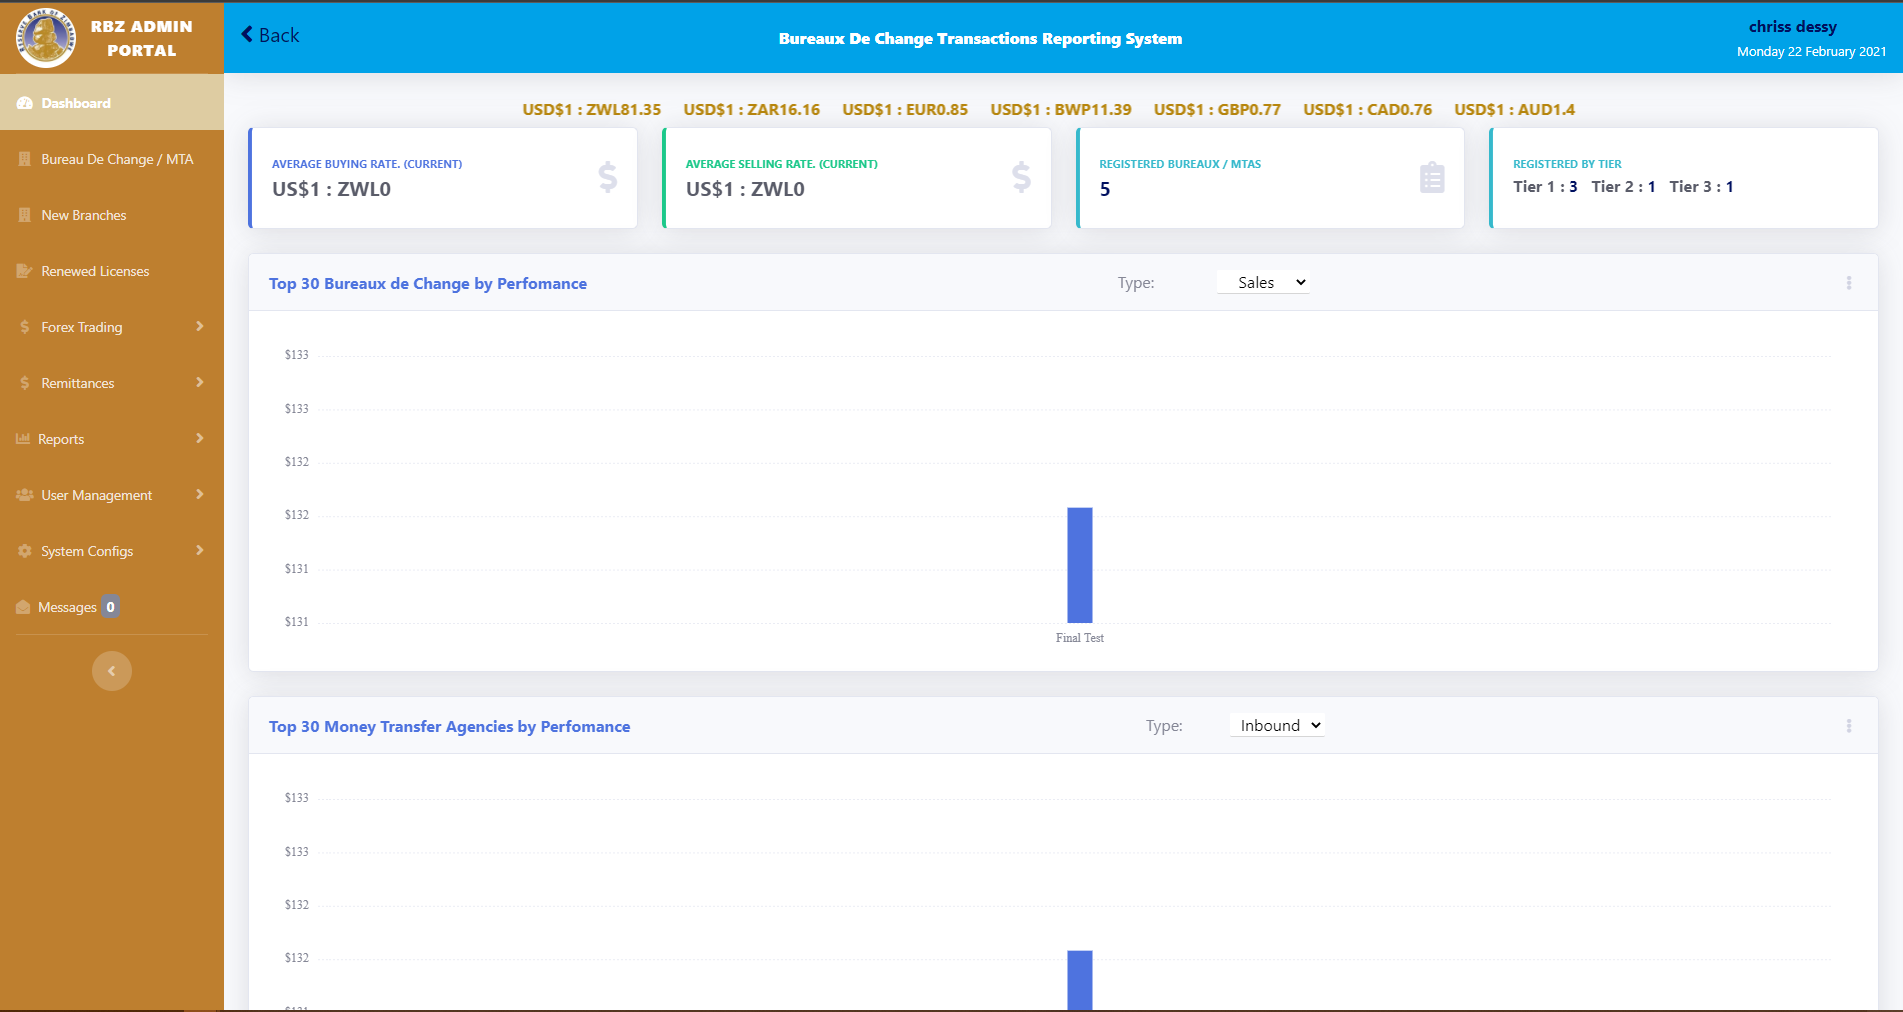 RBZ ADMIN
PORTAL
Back
Bureaux De Change Transactions Reporting System
chriss dessy
Monday 22 February 2021
Dashboard
Bureau De Change / MTA
New Branches
Renewed Licenses
Forex Trading
Remittances
Reports
User Management
System Configs
Messages 0
USD$1 : ZWL81.35 USD$1 : ZAR16.16 USD$1 : EUR0.85 USD$1 : BWP11.39 USD$1 : GBP0.77 USD$1 : CAD0.76 USD$1 : AUD1.4
AVERAGE BUYING RATE. (CURRENT)
US$1 : ZWL0
AVERAGE SELLING RATE. (CURRENT)
US$1 : ZWL0
REGISTERED BUREAUX / MTAS
5
REGISTERED BY TIER
Tier 1 : 3 Tier 2 : 1 Tier 3 : 1
Top 30 Bureaux de Change by Perfomance
Type: Sales
$133
$133
$132
$132
$131
$131
Final Test
Top 30 Money Transfer Agencies by Perfomance
Type: Inbound
$133
$133
$132
$132